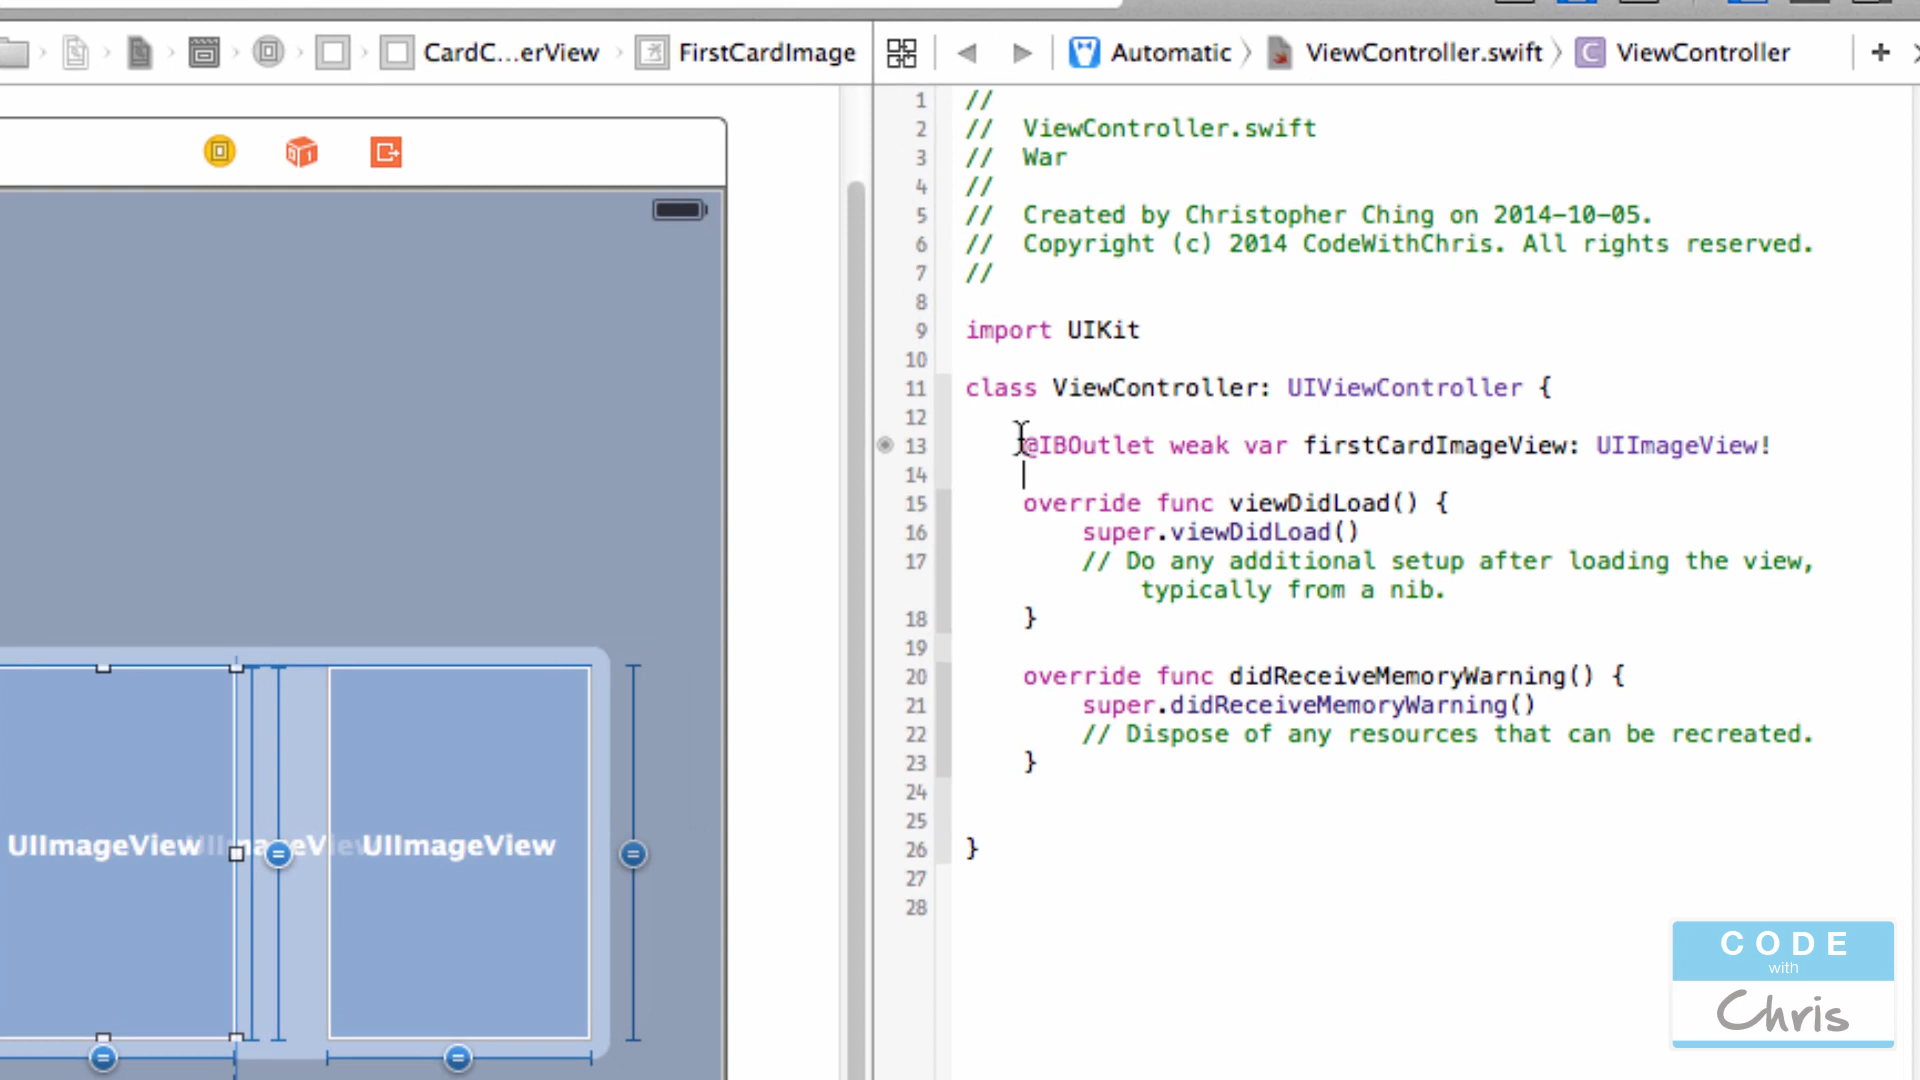 CardC...erView
FirstCardImage
Automatic
ViewController.swift
ViewController
1 //
2 // ViewController.swift
3 // War
4 //
5 // Created by Christopher Ching on 2014-10-05.
6 // Copyright (c) 2014 CodeWithChris. All rights reserved.
7 //
8
9 import UIKit
10
11 class ViewController: UIViewController {
12
13 @IBOutlet weak var firstCardImageView: UIImageView!
14
15 override func viewDidLoad() {
16 super.viewDidLoad()
17 // Do any additional setup after loading the view,
typically from a nib.
18 }
19
20 override func didReceiveMemoryWarning() {
21 super.didReceiveMemoryWarning()
22 // Dispose of any resources that can be recreated.
23 }
24
25
26 }
27
28
UIImageView
UIImageView
CODE
with
Chris